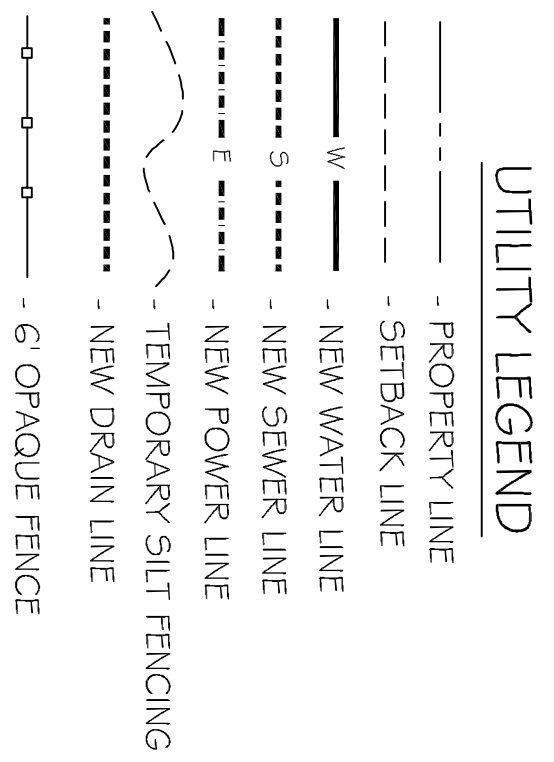 UTILITY LEGEND
- PROPERTY LINE
- SETBACK LINE
W - NEW WATER LINE
S - NEW SEWER LINE
E - NEW POWER LINE
- TEMPORARY SILT FENCING
- NEW DRAIN LINE
- 6' OPAQUE FENCE